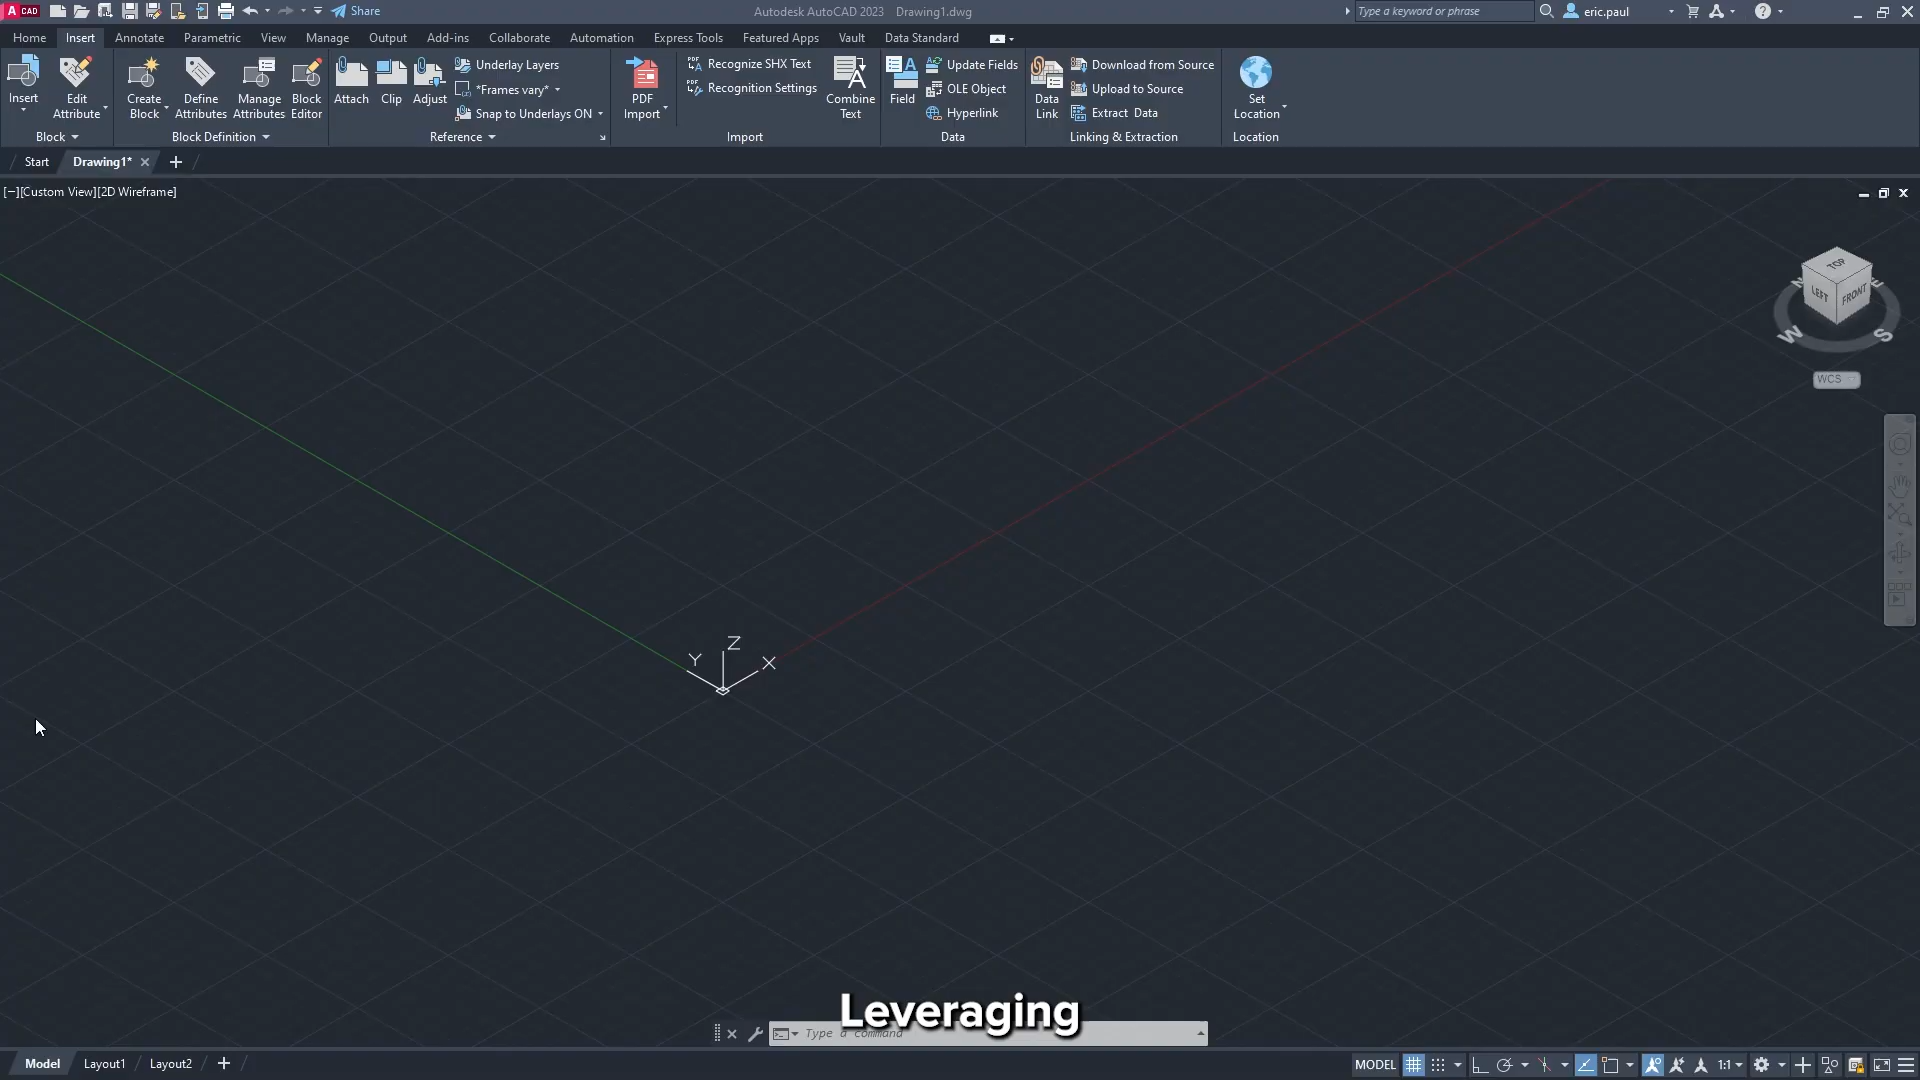 A CAD
Share
Autodesk AutoCAD 2023 Drawing1.dwg
Type a keyword or phrase
eric.paul
Home Insert Annotate Parametric View Manage Output Add-ins Collaborate Automation Express Tools Featured Apps Vault Data Standard
Insert
Edit
Attribute
Block
Create
Block
Define
Attributes
Manage
Attributes
Block
Editor
Block Definition
Attach
Clip
Adjust
Underlay Layers
*Frames vary*
Snap to Underlays ON
Reference
PDF
Import
Recognize SHX Text
Recognition Settings
Combine
Text
Import
Field
Update Fields
OLE Object
Hyperlink
Data
Data
Link
Download from Source
Upload to Source
Extract Data
Linking & Extraction
Set
Location
Location
Start Drawing1*
[−][Custom View][2D Wireframe]
TOP
LEFT FRONT
N E
W S
WCS
Z
Y X
Leveraging
Type a command
Model Layout1 Layout2
MODEL 1:1